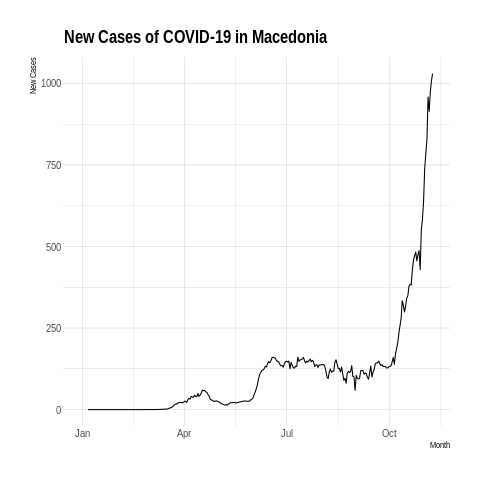 New Cases of COVID-19 in Macedonia
New Cases
1000
750
500
250
0
Jan Apr Jul Oct
Month